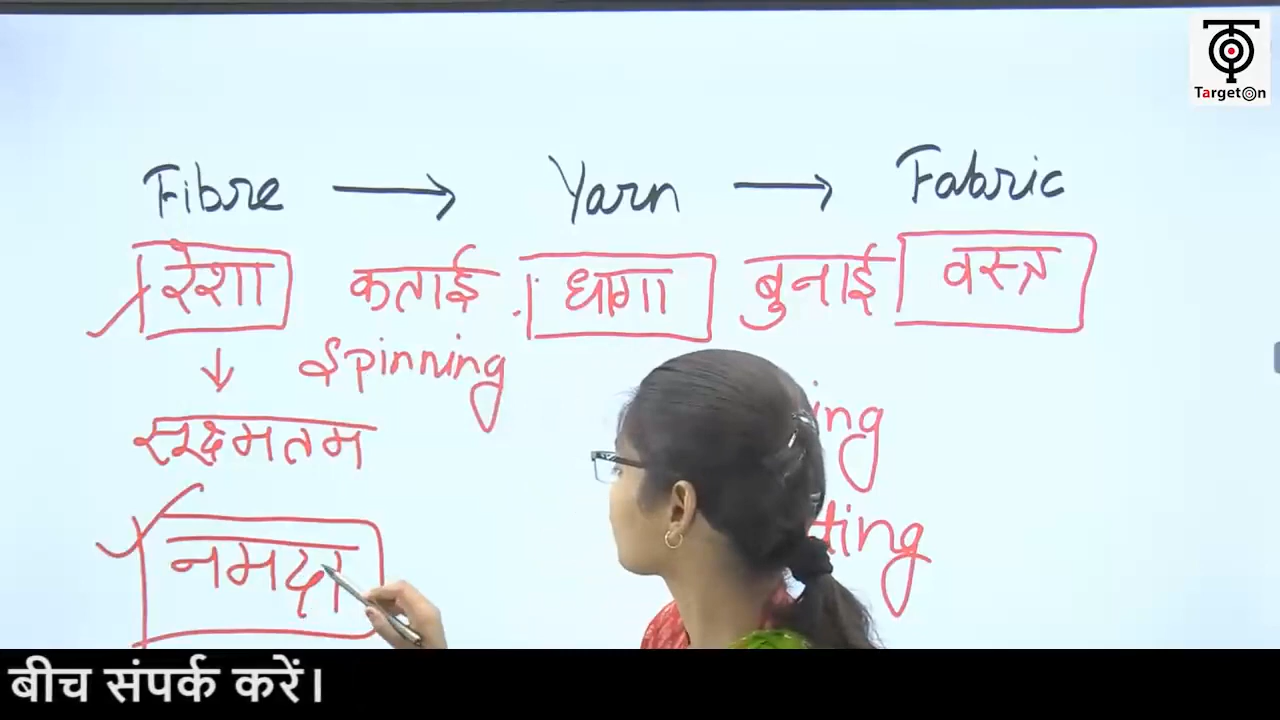 TargetOn
Fibre → Yarn → Fabric
रेशा कताई धागा बुनाई वस्त्र
↓ Spinning
सूक्ष्मतम
नमदा
बीच संपर्क करें।